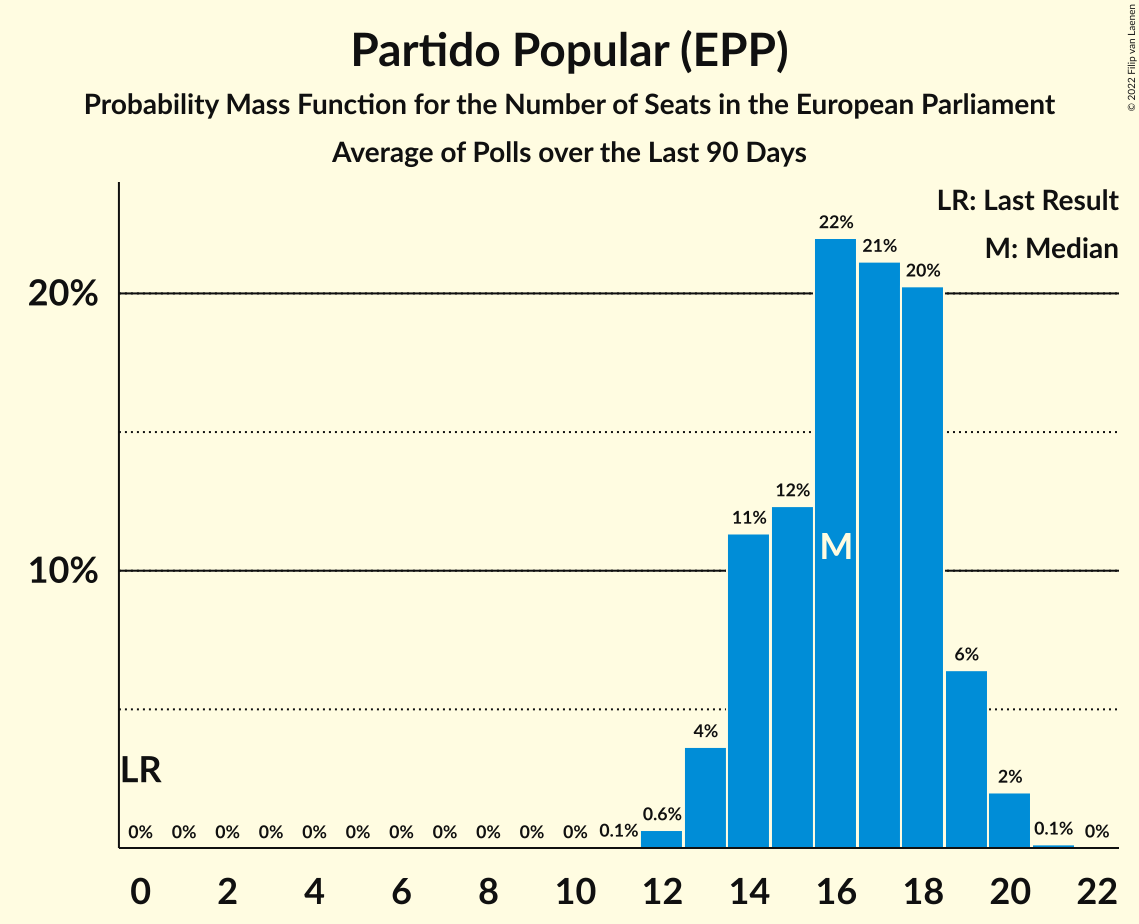 Partido Popular (EPP)
Probability Mass Function for the Number of Seats in the European Parliament
Average of Polls over the Last 90 Days
© 2022 Filip van Laenen
LR: Last Result
M: Median
20%
10%
LR
0% 0% 0% 0% 0% 0% 0% 0% 0% 0% 0% 0.1% 0.6% 4% 11% 12% 22% 21% 20% 6% 2% 0.1% 0%
M
0 2 4 6 8 10 12 14 16 18 20 22